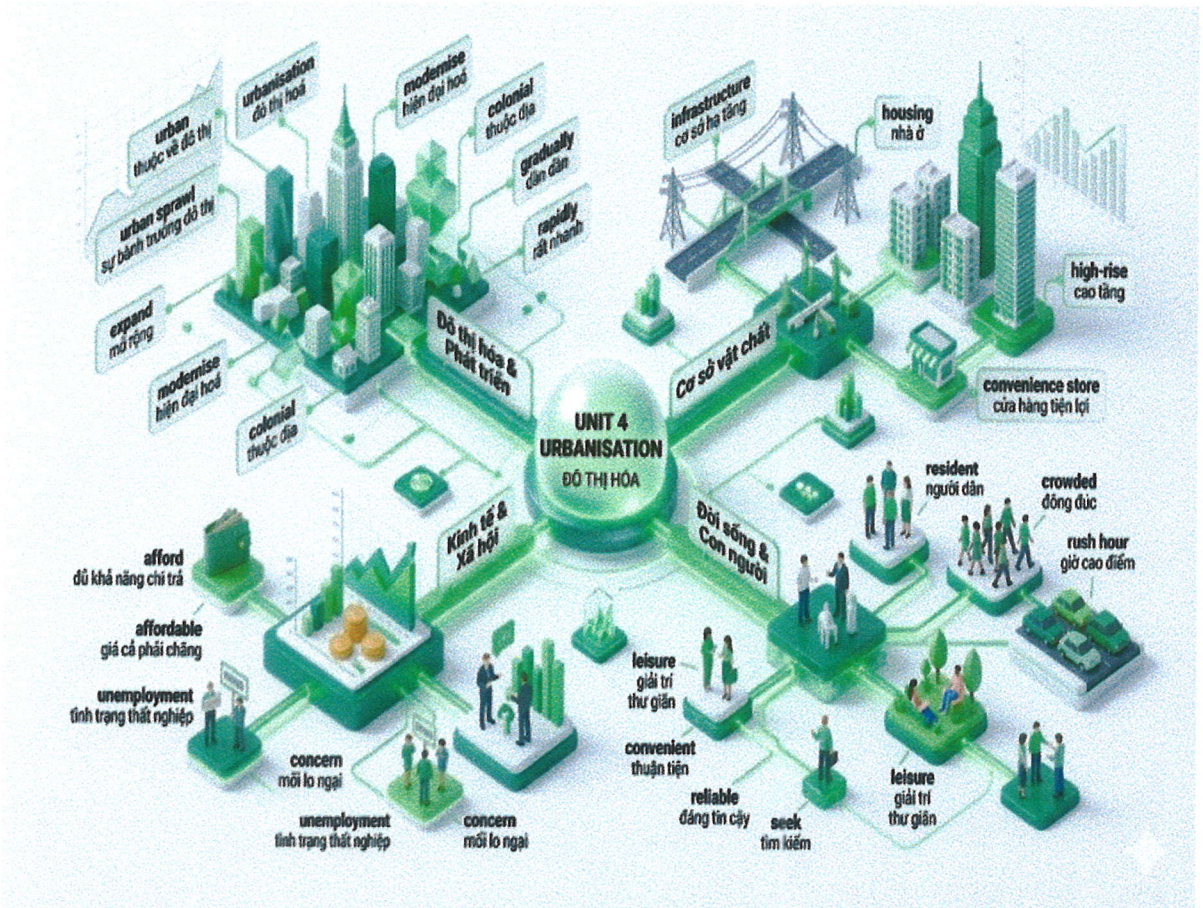 urbanisation
đô thị hoá
modernise
hiện đại hoá
urban
thuộc về đô thị
colonial
thuộc địa
gradually
dần dần
urban sprawl
sự bành trướng đô thị
rapidly
rất nhanh
expand
mở rộng
modernise
hiện đại hoá
colonial
thuộc địa
Đô thị hóa &
Phát triển
infrastructure
cơ sở hạ tầng
housing
nhà ở
high-rise
cao tầng
convenience store
cửa hàng tiện lợi
Cơ sở vật chất
UNIT 4
URBANISATION
ĐÔ THỊ HÓA
Kinh tế &
Xã hội
afford
đủ khả năng chi trả
affordable
giá cả phải chăng
unemployment
tình trạng thất nghiệp
concern
mối lo ngại
unemployment
tình trạng thất nghiệp
concern
mối lo ngại
Đời sống &
Con người
resident
người dân
crowded
đông đúc
rush hour
giờ cao điểm
leisure
giải trí
thư giãn
convenient
thuận tiện
reliable
đáng tin cậy
seek
tìm kiếm
leisure
giải trí
thư giãn